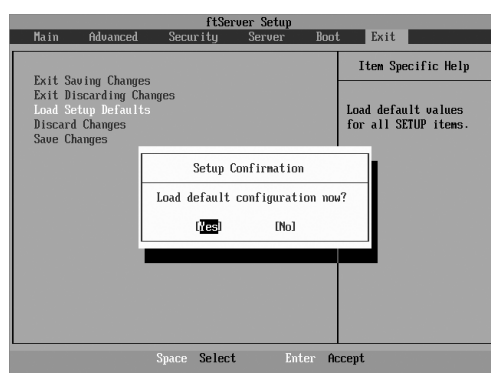 ftServer Setup
Main Advanced Security Server Boot Exit
Item Specific Help
Exit Saving Changes
Exit Discarding Changes
Load Setup Defaults
Discard Changes
Save Changes
Load default values
for all SETUP items.
Setup Confirmation
Load default configuration now?
[Yes] [No]
Space Select Enter Accept